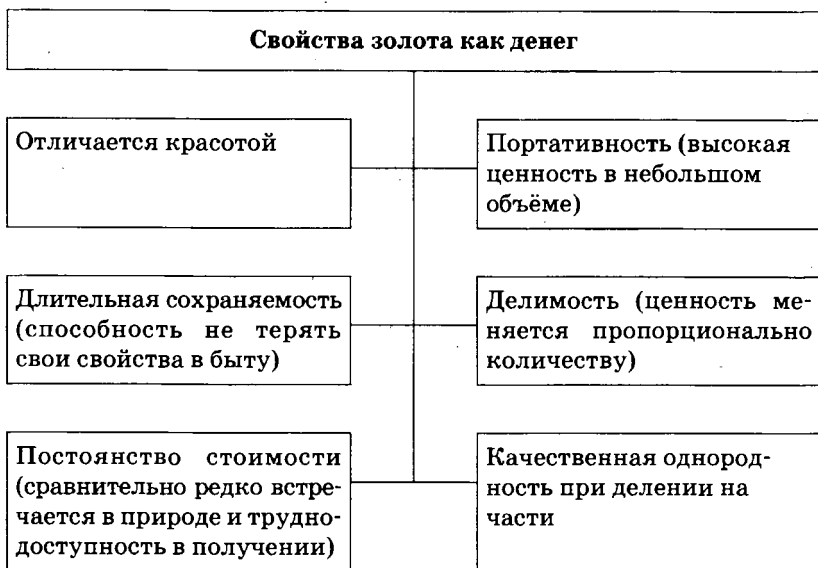 Свойства золота как денег
Отличается красотой
Портативность (высокая
ценность в небольшом
объёме)
Длительная сохраняемость
(способность не терять
свои свойства в быту)
Делимость (ценность ме-
няется пропорционально
количеству)
Постоянство стоимости
(сравнительно редко встре-
чается в природе и трудно-
доступность в получении)
Качественная однород-
ность при делении на
части